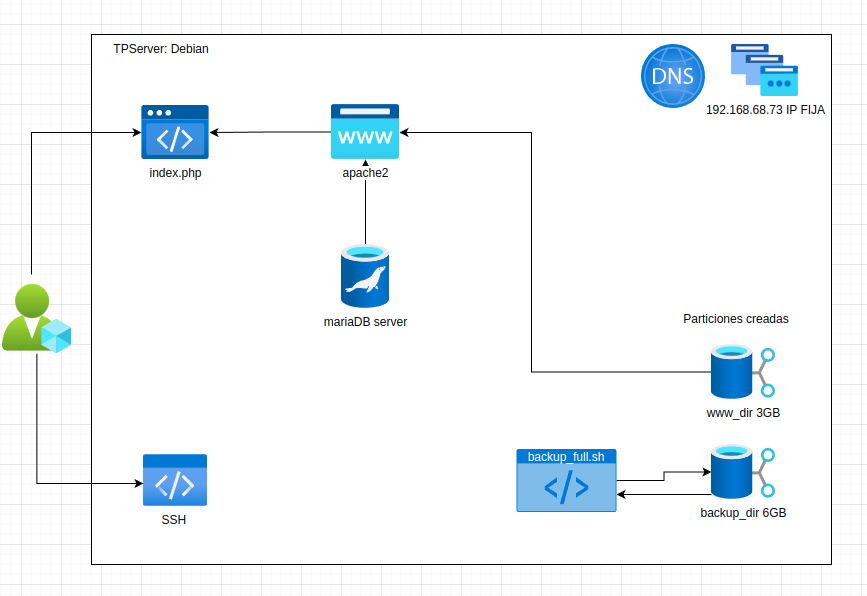 TPServer: Debian
DNS
192.168.68.73 IP FIJA
</>
index.php
www
apache2
mariaDB server
Particiones creadas
www_dir 3GB
backup_full.sh
</>
backup_dir 6GB
</>
SSH